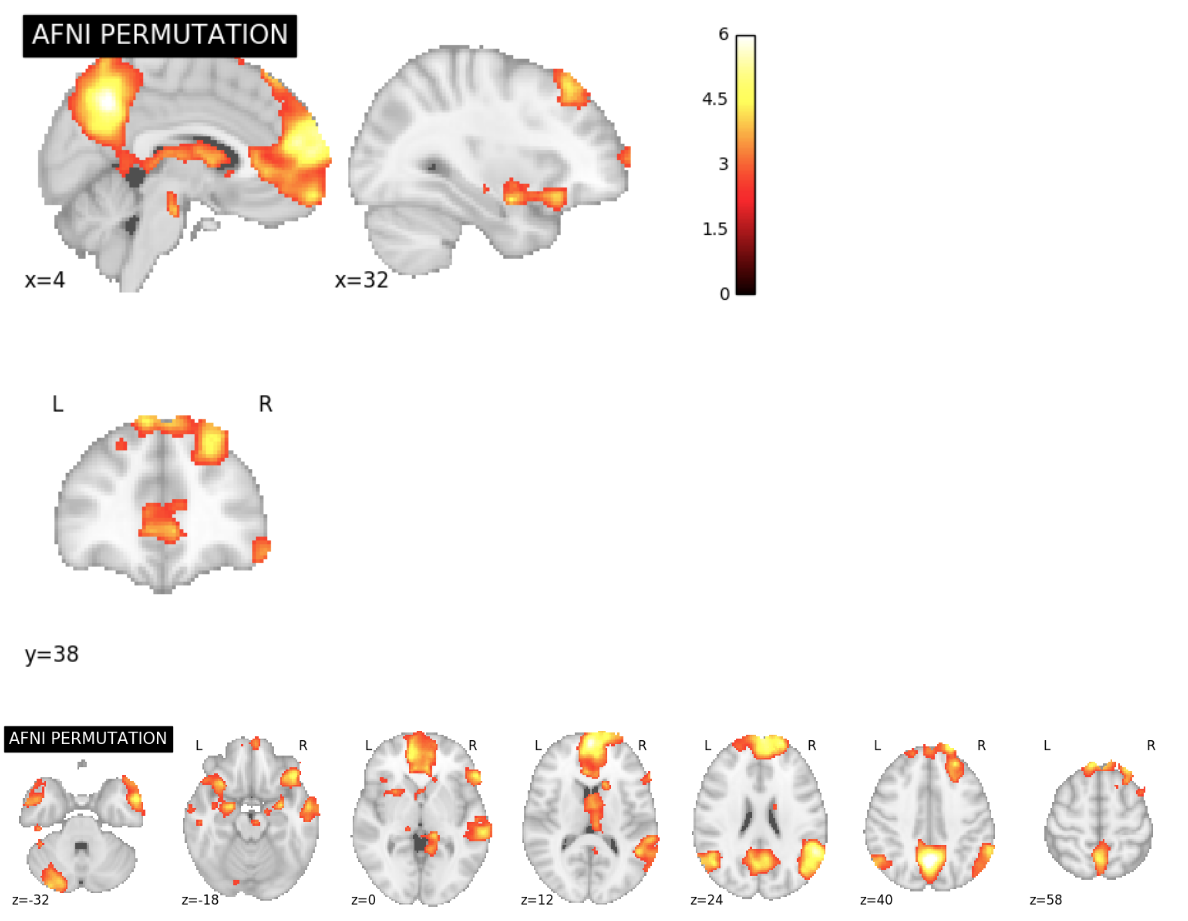 AFNI PERMUTATION
6
4.5
3
1.5
0
x=4 x=32
L R
y=38
AFNI PERMUTATION
L R L R L R L R L R L R
z=-32 z=-18 z=0 z=12 z=24 z=40 z=58